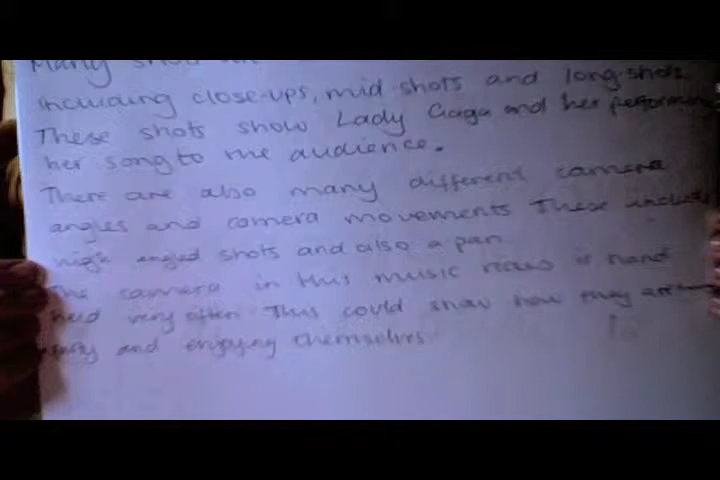 Many
including close-ups, mid-shots and long-shots
These shots show Lady Gaga and her performing
her song to the audience.
There are also many different camera
angles and camera movements These include
high angled shots and also a pan
The camera in this music video is hand
held very often This could show how they are
and enjoying themselves